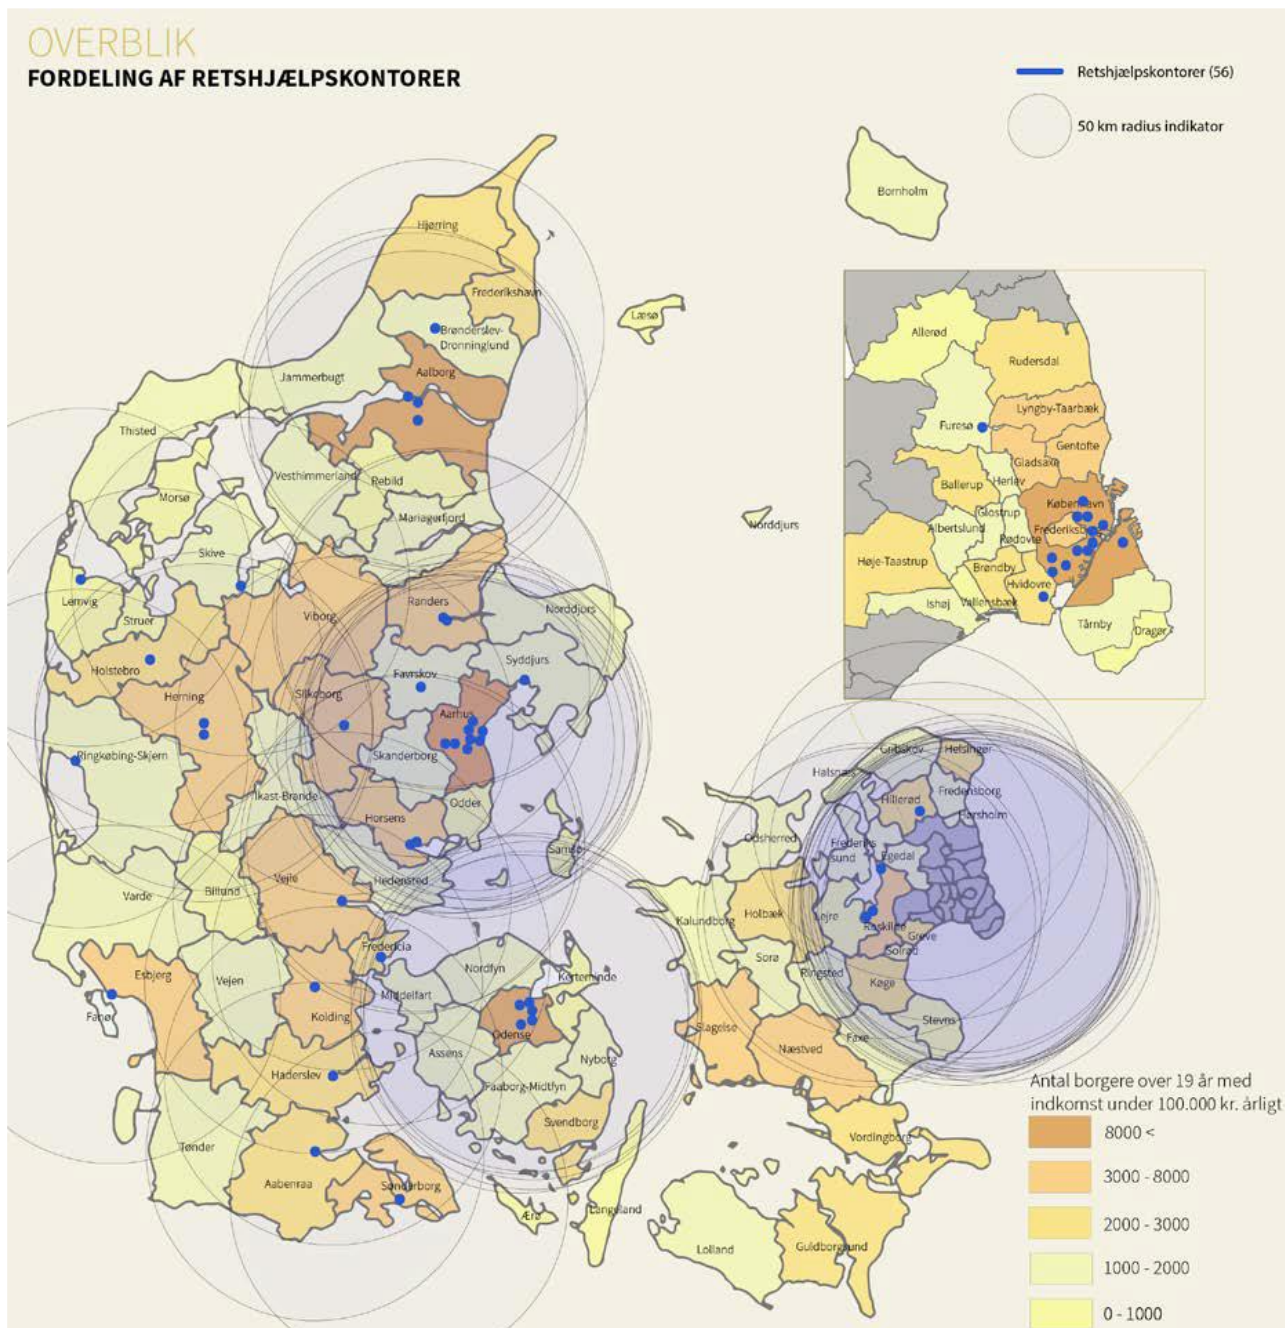 OVERBLIK
FORDELING AF RETSHJÆLPSKONTORER
Retshjælpskontorer (56)
50 km radius indikator
Bornholm
Hjørring
Frederikshavn
Læsø
Brønderslev-
Dronninglund
Aalborg
Jammerbugt
Thisted
Vesthimmerland
Rebild
Morsø
Mariagerfjord
Norddjurs
Skive
Lemvig
Struer
Viborg
Randers
Norddjurs
Holstebro
Favrskov
Syddjurs
Herning
Silkeborg
Aarhus
Skanderborg
Ringkøbing-Skjern
Ikast-Brande
Odder
Horsens
Samsø
Hedensted
Vejle
Billund
Varde
Fredericia
Esbjerg
Vejen
Nordfyn
Kerteminde
Middelfart
Fanø
Kolding
Odense
Assens
Nyborg
Haderslev
Faaborg-Midtfyn
Svendborg
Tønder
Aabenraa
Sønderborg
Ærø
Langeland
Allerød
Rudersdal
Lyngby-Taarbæk
Furesø
Gentofte
Gladsaxe
Ballerup
Herlev
København
Glostrup
Albertslund
Rødovre
Høje-Taastrup
Brøndby
Hvidovre
Ishøj
Vallensbæk
Tårnby
Dragør
Gribskov
Helsingør
Halsnæs
Fredensborg
Hillerød
Hørsholm
Odsherred
Frederiks
sund
Egedal
Kalundborg
Holbæk
Lejre
Roskilde
Greve
Solrød
Sorø
Ringsted
Køge
Stevns
Slagelse
Næstved
Faxe
Vordingborg
Lolland
Guldborgsund
Antal borgere over 19 år med
indkomst under 100.000 kr. årligt
8000 <
3000 - 8000
2000 - 3000
1000 - 2000
0 - 1000